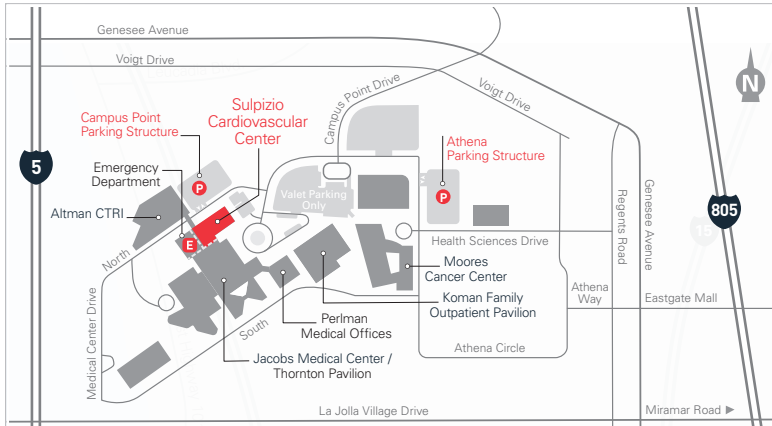 Genesee Avenue
Voigt Drive
Campus Point Drive
Voigt Drive
N
Sulpizio
Cardiovascular
Center
Campus Point
Parking Structure
Athena
Parking Structure
5
P
Emergency
Department
Valet Parking
Only
P
Altman CTRI
E
805
15
North
Health Sciences Drive
Regents Road
Genesee Avenue
Moores
Cancer Center
Koman Family
Outpatient Pavilion
Athena
Way
Eastgate Mall
Medical Center Drive
South
Perlman
Medical Offices
Athena Circle
Jacobs Medical Center /
Thornton Pavilion
La Jolla Village Drive
Miramar Road ▶